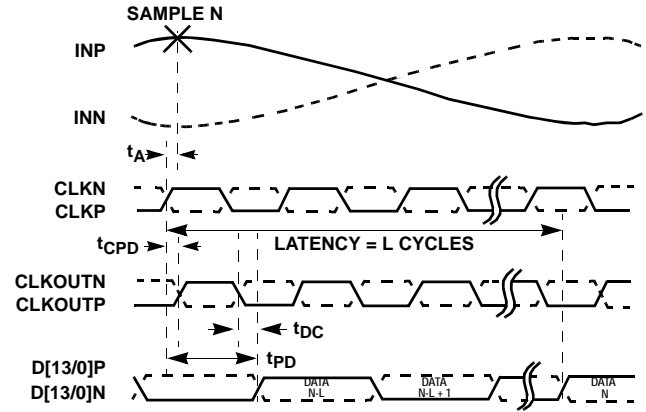 SAMPLE N
INP
INN
tA
CLKN
CLKP
tCPD
LATENCY = L CYCLES
CLKOUTN
CLKOUTP
tDC
tPD
D[13/0]P
D[13/0]N
DATA
N-L
DATA
N-L + 1
DATA
N